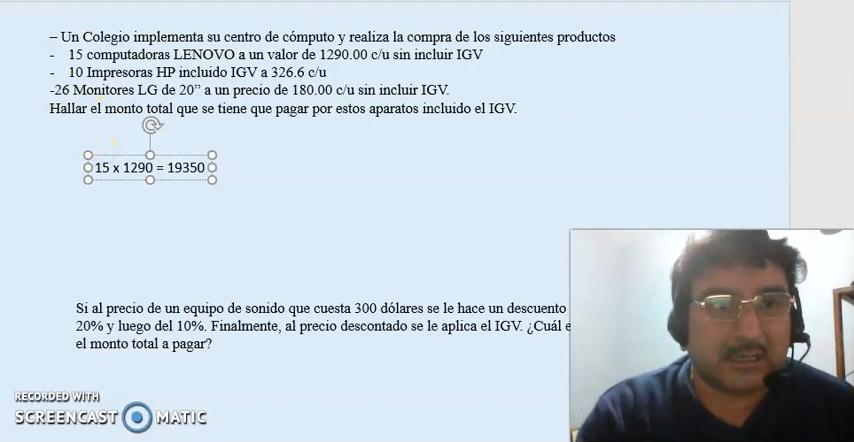 – Un Colegio implementa su centro de cómputo y realiza la compra de los siguientes productos
- 15 computadoras LENOVO a un valor de 1290.00 c/u sin incluir IGV
- 10 Impresoras HP incluido IGV a 326.6 c/u
-26 Monitores LG de 20” a un precio de 180.00 c/u sin incluir IGV.
Hallar el monto total que se tiene que pagar por estos aparatos incluido el IGV.
15 x 1290 = 19350
Si al precio de un equipo de sonido que cuesta 300 dólares se le hace un descuento
20% y luego del 10%. Finalmente, al precio descontado se le aplica el IGV. ¿Cuál e
el monto total a pagar?
RECORDED WITH
SCREENCAST MATIC